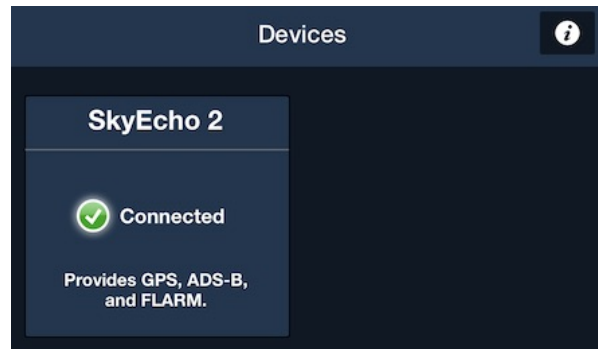 Devices
SkyEcho 2
Connected
Provides GPS, ADS-B,
and FLARM.